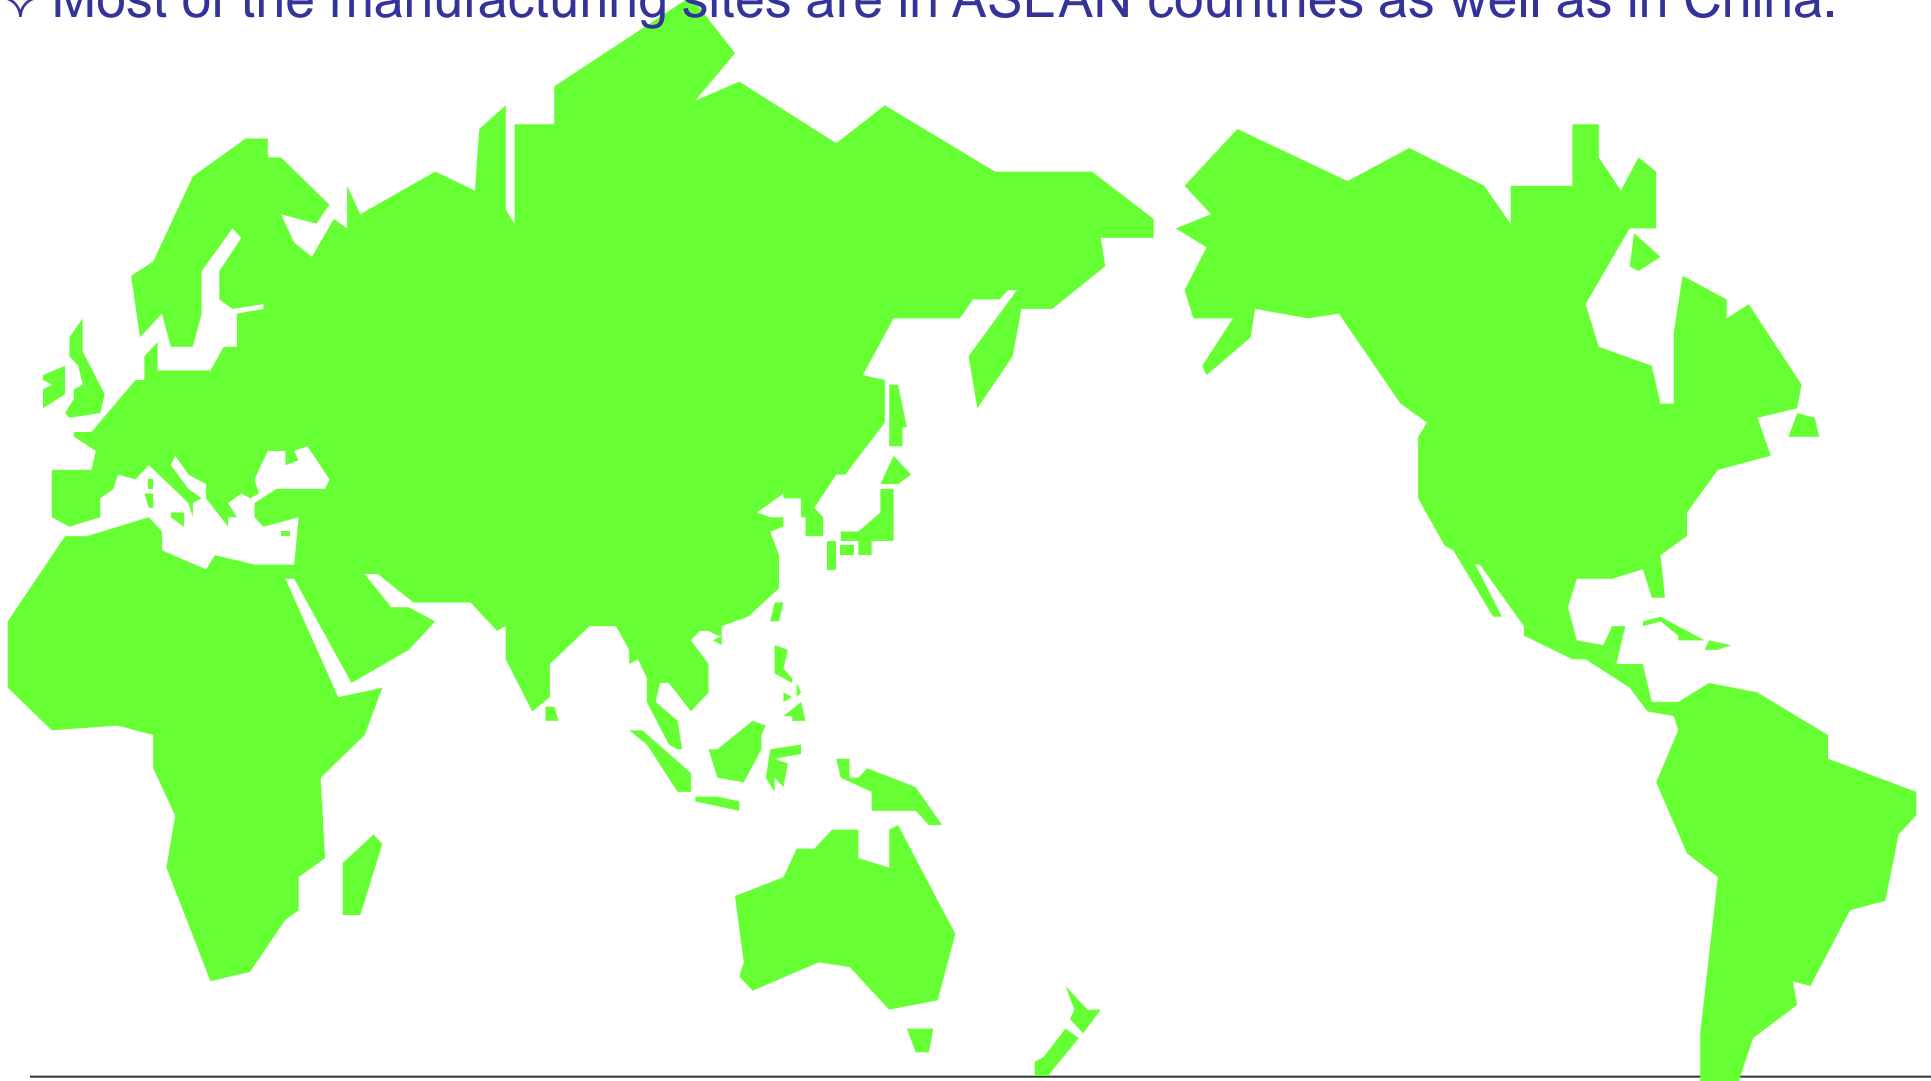 ✧ Most of the manufacturing sites are in ASEAN countries as well as in China.